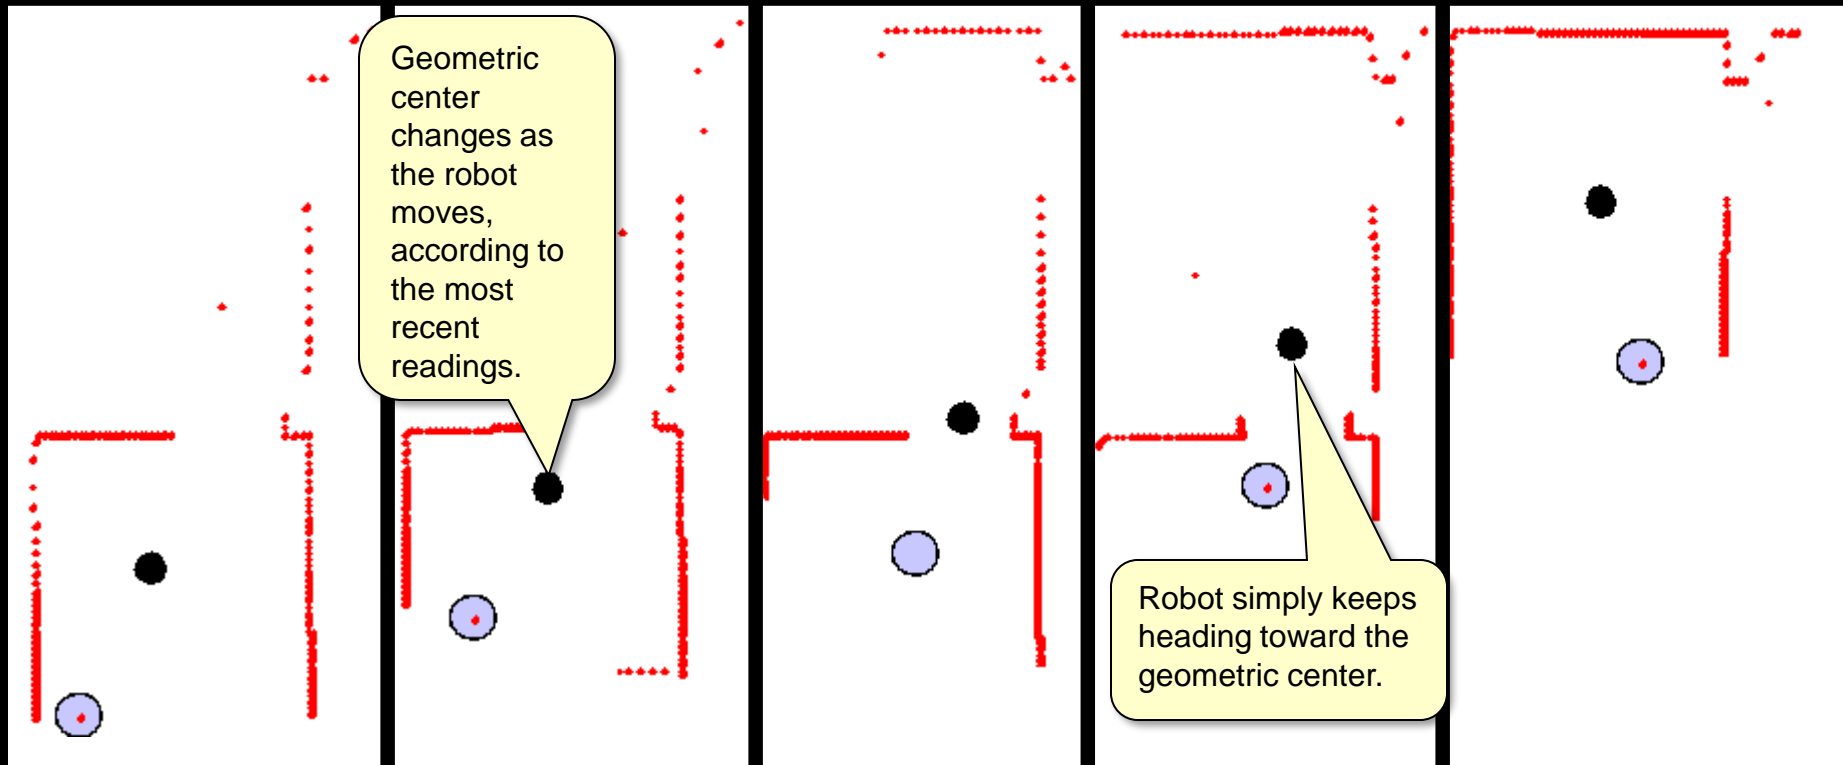 Geometric
center
changes as
the robot
moves,
according to
the most
recent
readings.
Robot simply keeps
heading toward the
geometric center.